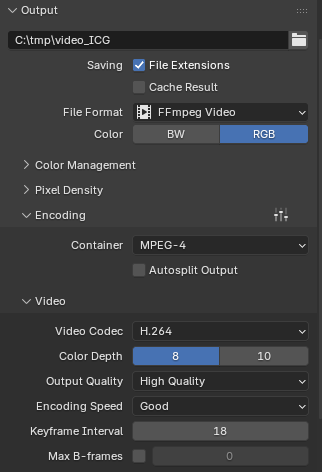 Output
C:\tmp\video_ICG
Saving File Extensions
Cache Result
File Format FFmpeg Video
Color BW RGB
Color Management
Pixel Density
Encoding
Container MPEG-4
Autosplit Output
Video
Video Codec H.264
Color Depth 8 10
Output Quality High Quality
Encoding Speed Good
Keyframe Interval 18
Max B-frames 0